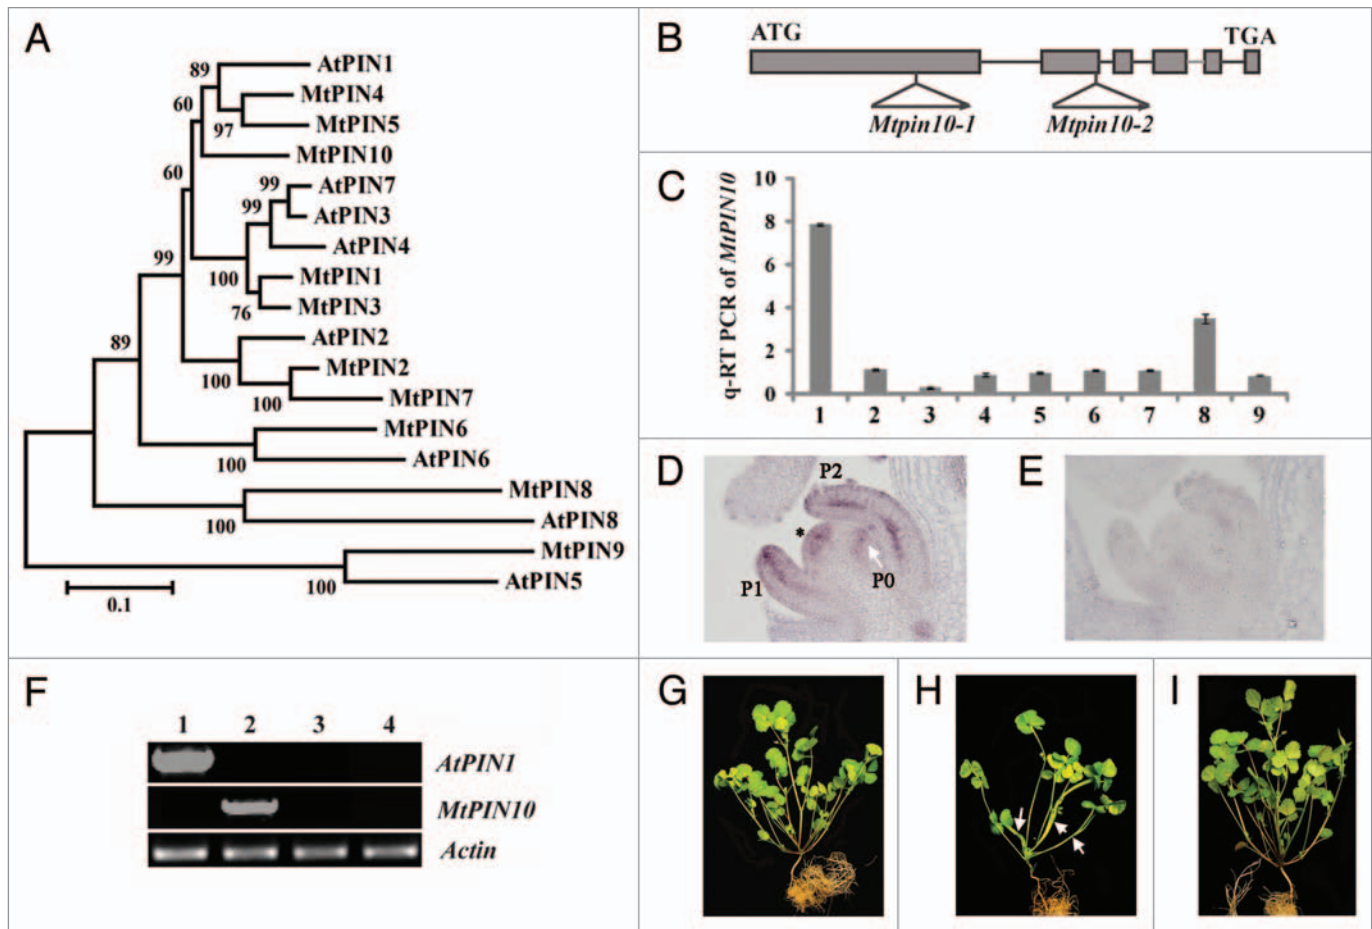 A
89
AtPIN1
60
MtPIN4
97
MtPIN5
60
MtPIN10
99
AtPIN7
99
AtPIN3
AtPIN4
99
100
MtPIN1
76
MtPIN3
89
AtPIN2
100
MtPIN2
100
MtPIN7
MtPIN6
100
AtPIN6
MtPIN8
100
AtPIN8
MtPIN9
100
AtPIN5
0.1
B
ATG
TGA
Mtpin10-1
Mtpin10-2
C
q-RT PCR of MtPIN10
10
8
6
4
2
0
1 2 3 4 5 6 7 8 9
D
P2
*
P1
P0
E
F
1 2 3 4
AtPIN1
MtPIN10
Actin
G
H
I